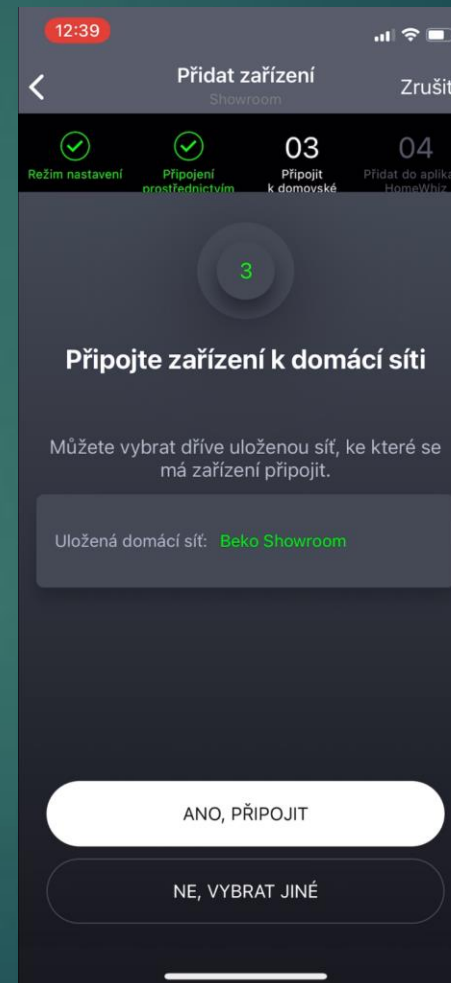 12:39
Přidat zařízení
Zrušit
Showroom
03
04
Režim nastavení
Připojení
prostřednictvím
Připojit
k domovské
Přidat do aplika
HomeWhiz
3
Připojte zařízení k domácí síti
Můžete vybrat dříve uloženou síť, ke které se
má zařízení připojit.
Uložená domácí síť: Beko Showroom
ANO, PŘIPOJIT
NE, VYBRAT JINÉ